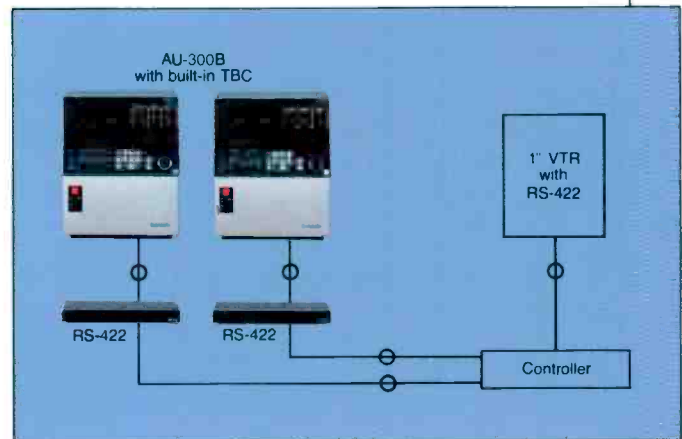 AU-300B
with built-in TBC
1" VTR
with
RS-422
RS-422
RS-422
Controller